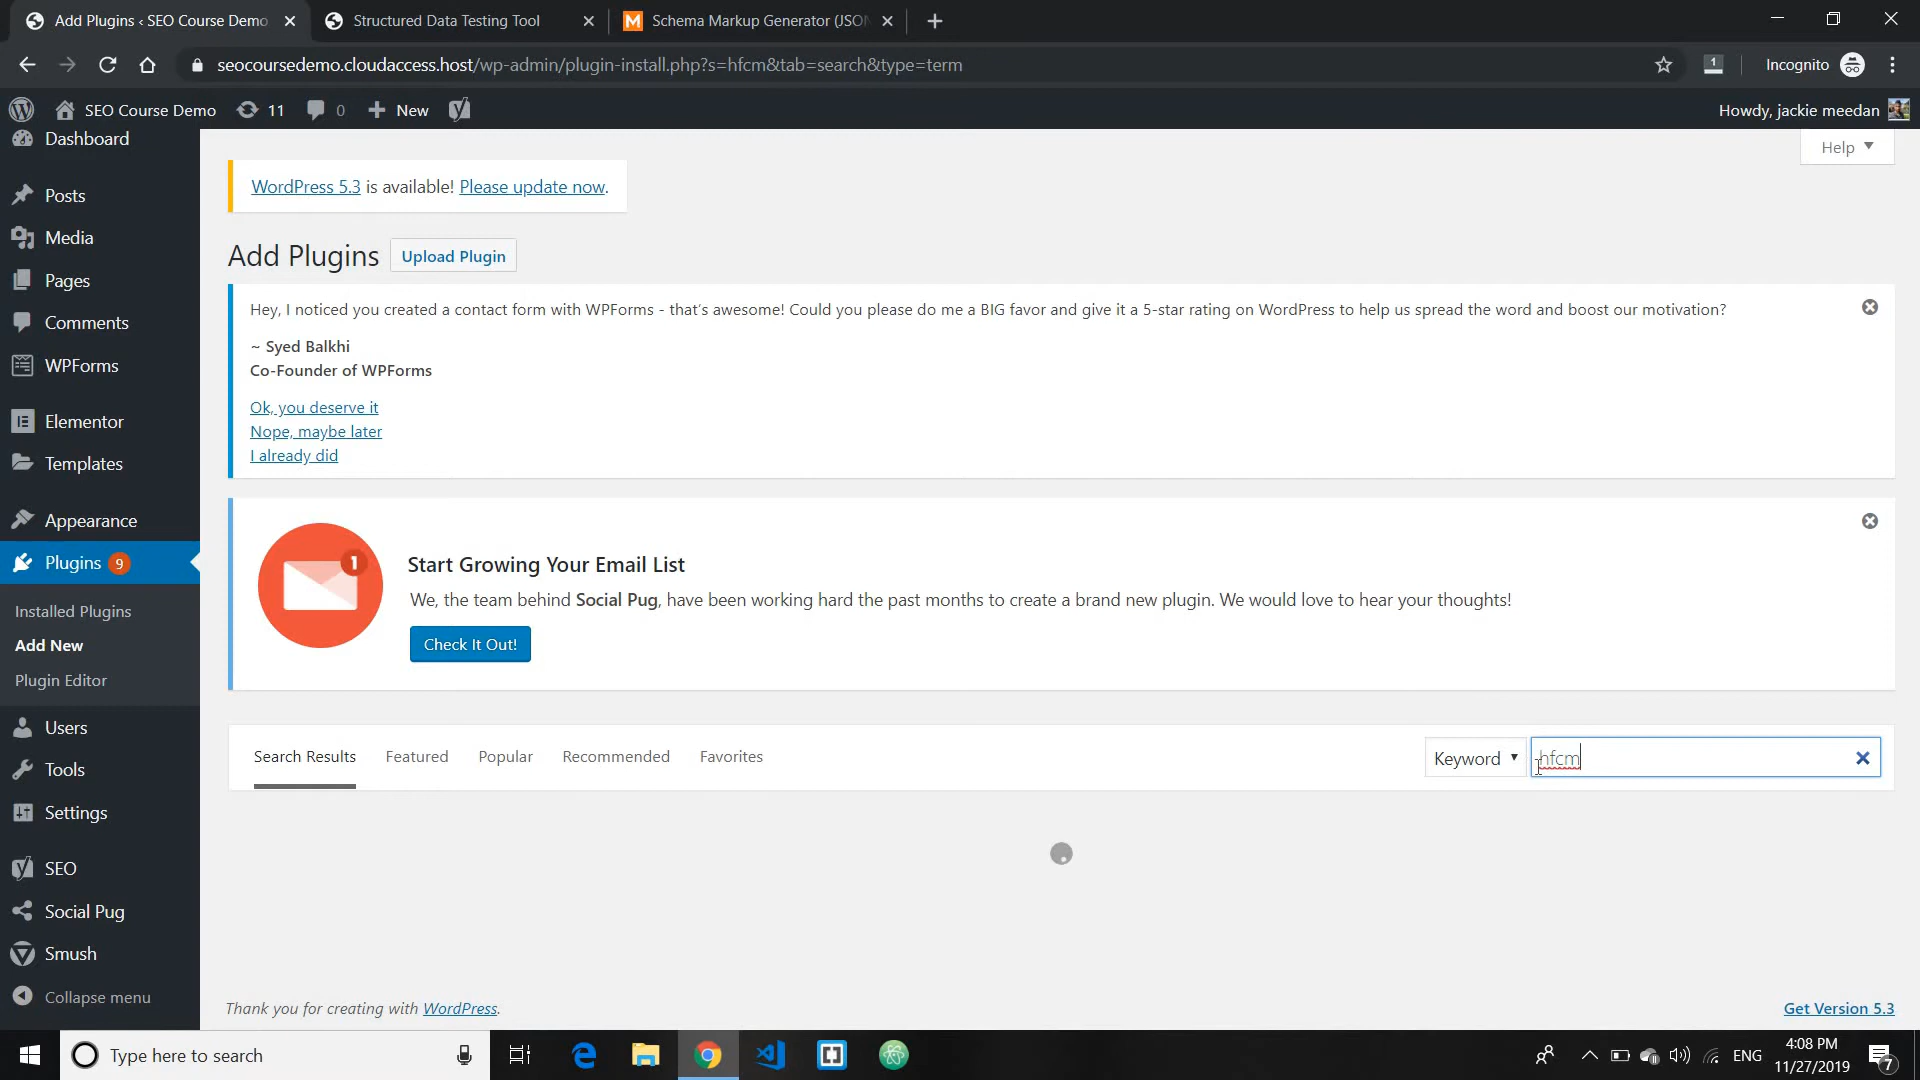 Add Plugins ‹ SEO Course Demo
Structured Data Testing Tool
Schema Markup Generator (JSON
seocoursedemo.cloudaccess.host/wp-admin/plugin-install.php?s=hfcm&tab=search&type=term
1
Incognito
SEO Course Demo
11
0
New
Howdy, jackie meedan
Dashboard
Posts
Media
Pages
Comments
WPForms
Elementor
Templates
Appearance
Plugins 9
Installed Plugins
Add New
Plugin Editor
Users
Tools
Settings
SEO
Social Pug
Smush
Collapse menu
Help
WordPress 5.3 is available! Please update now.
Add Plugins
Upload Plugin
Hey, I noticed you created a contact form with WPForms - that’s awesome! Could you please do me a BIG favor and give it a 5-star rating on WordPress to help us spread the word and boost our motivation?
~ Syed Balkhi
Co-Founder of WPForms
Ok, you deserve it
Nope, maybe later
I already did
1
Start Growing Your Email List
We, the team behind Social Pug, have been working hard the past months to create a brand new plugin. We would love to hear your thoughts!
Check It Out!
Search Results
Featured
Popular
Recommended
Favorites
Keyword
hfcm
Thank you for creating with WordPress.
Get Version 5.3
Type here to search
ENG
4:08 PM
11/27/2019
7